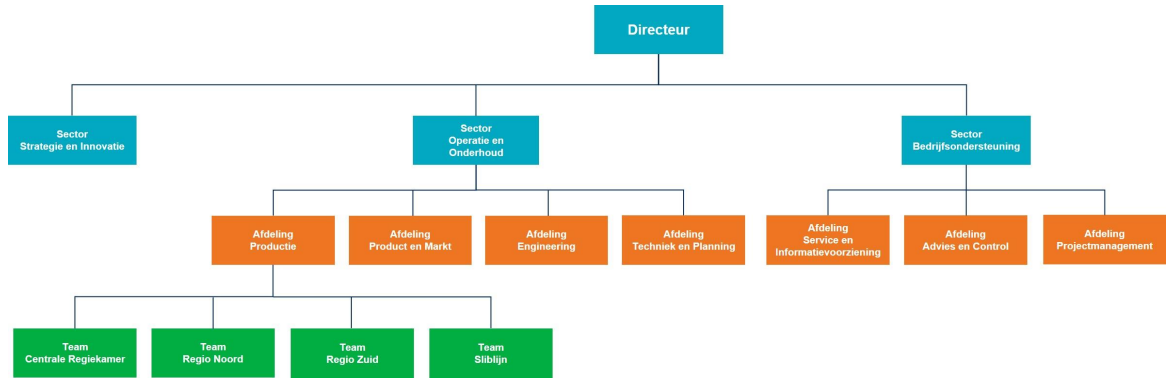 Directeur
Sector
Strategie en Innovatie
Sector
Operatie en
Onderhoud
Sector
Bedrijfsondersteuning
Afdeling
Productie
Afdeling
Product en Markt
Afdeling
Engineering
Afdeling
Techniek en Planning
Afdeling
Service en
Informatievoorziening
Afdeling
Advies en Control
Afdeling
Projectmanagement
Team
Centrale Regiekamer
Team
Regio Noord
Team
Regio Zuid
Team
Sliblijn